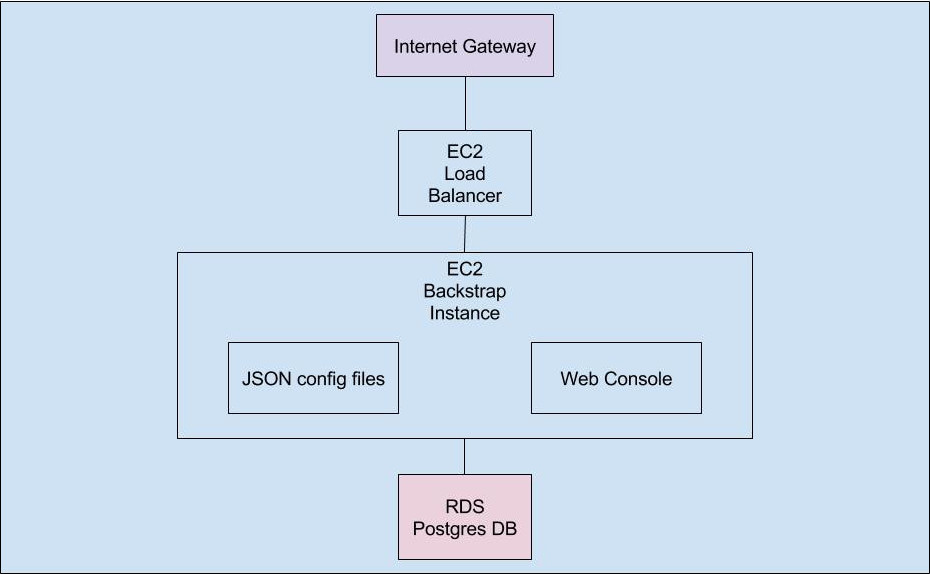 Internet Gateway
EC2
Load
Balancer
EC2
Backstrap
Instance
JSON config files
Web Console
RDS
Postgres DB